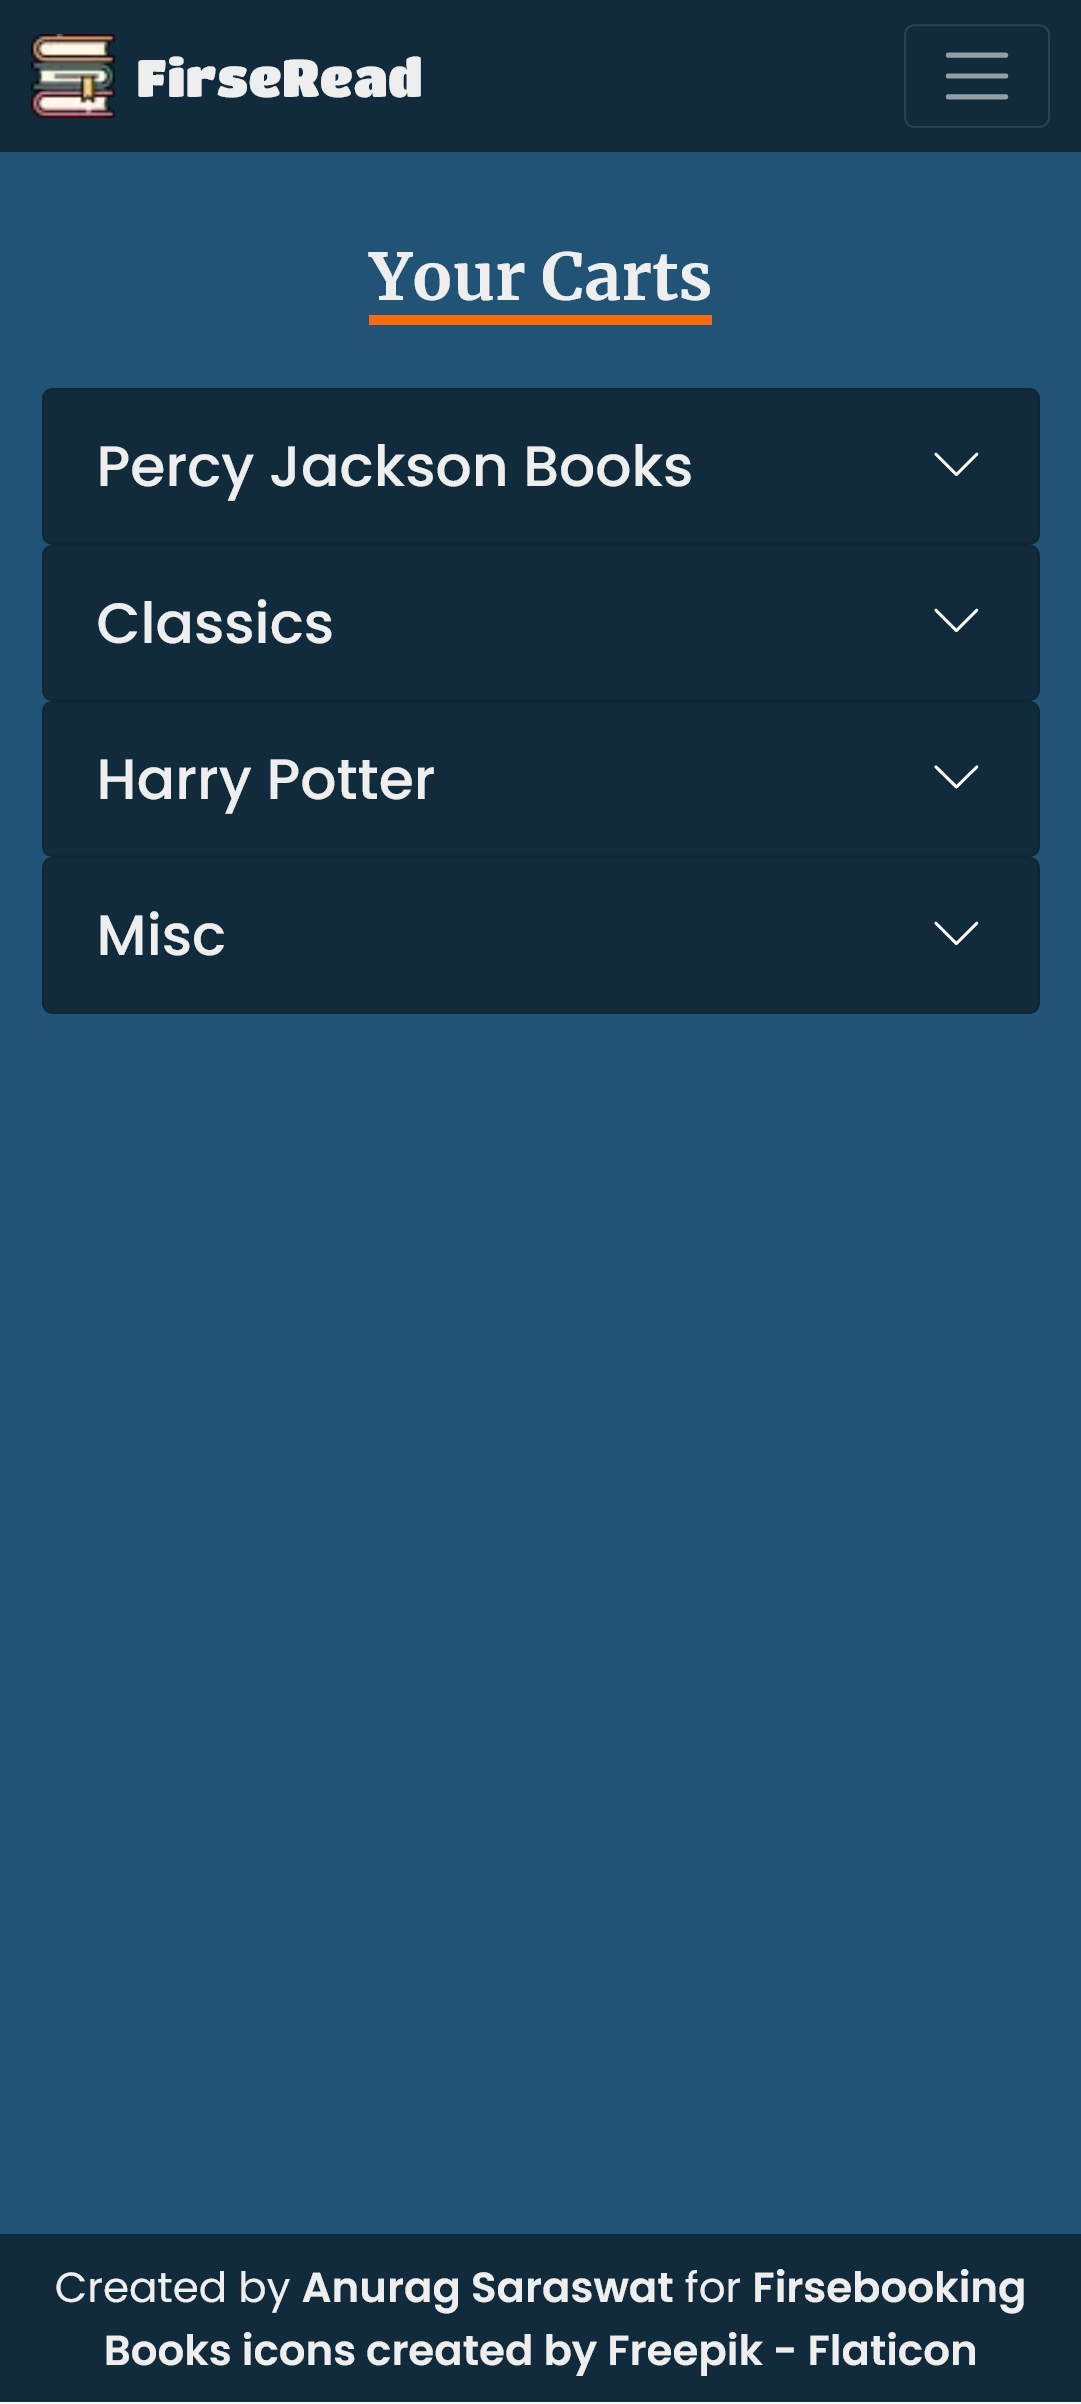 FirseRead
Your Carts
Percy Jackson Books
Classics
Harry Potter
Misc
Created by Anurag Saraswat for Firsebooking
Books icons created by Freepik - Flaticon